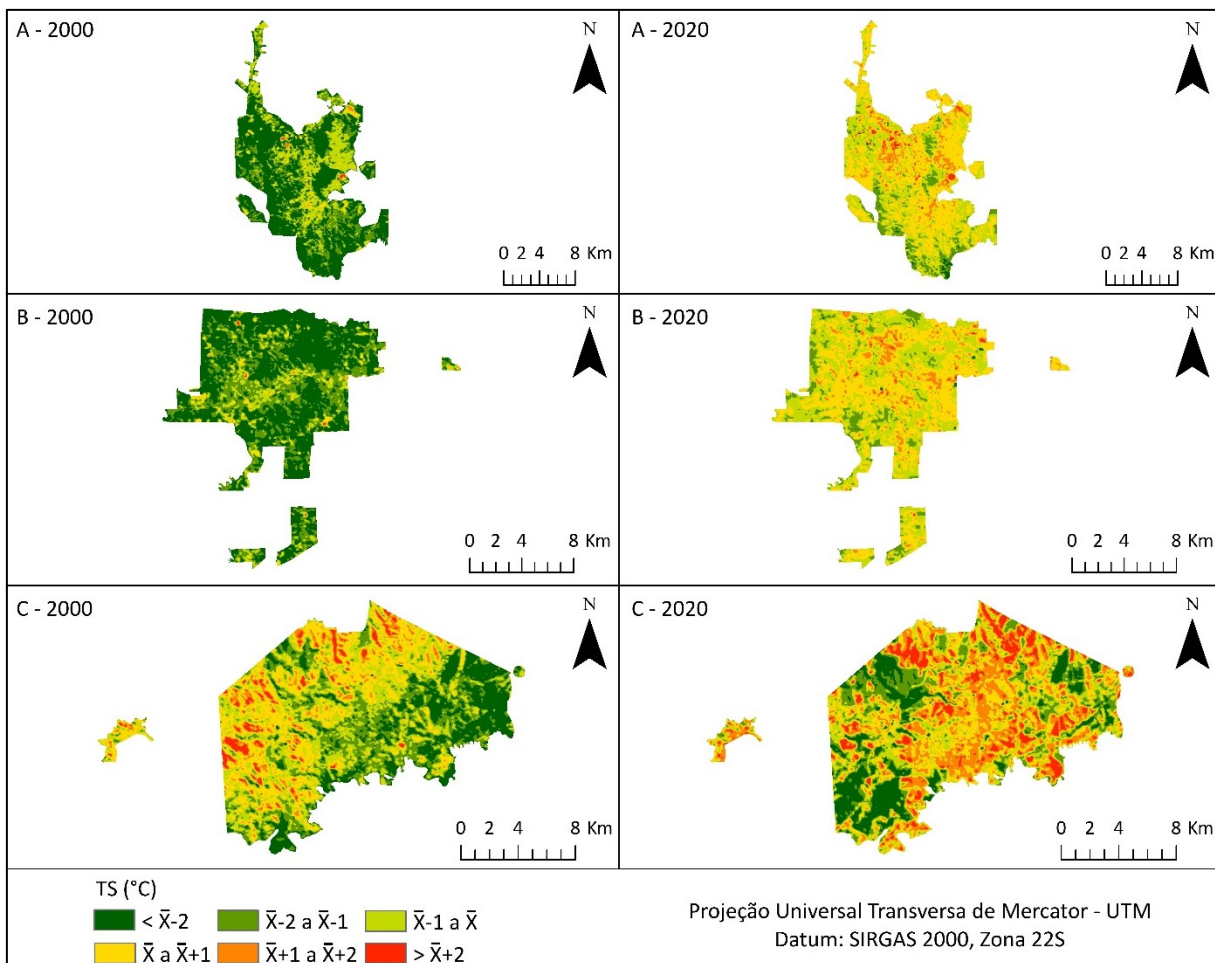 A - 2000
N
0 2 4 8 Km
A - 2020
N
0 2 4 8 Km
B - 2000
N
0 2 4 8 Km
B - 2020
N
0 2 4 8 Km
C - 2000
N
0 2 4 8 Km
C - 2020
N
0 2 4 8 Km
TS (°C)
< X̄-2
X̄-2 a X̄-1
X̄-1 a X̄
X̄ a X̄+1
X̄+1 a X̄+2
> X̄+2
Projeção Universal Transversa de Mercator - UTM
Datum: SIRGAS 2000, Zona 22S